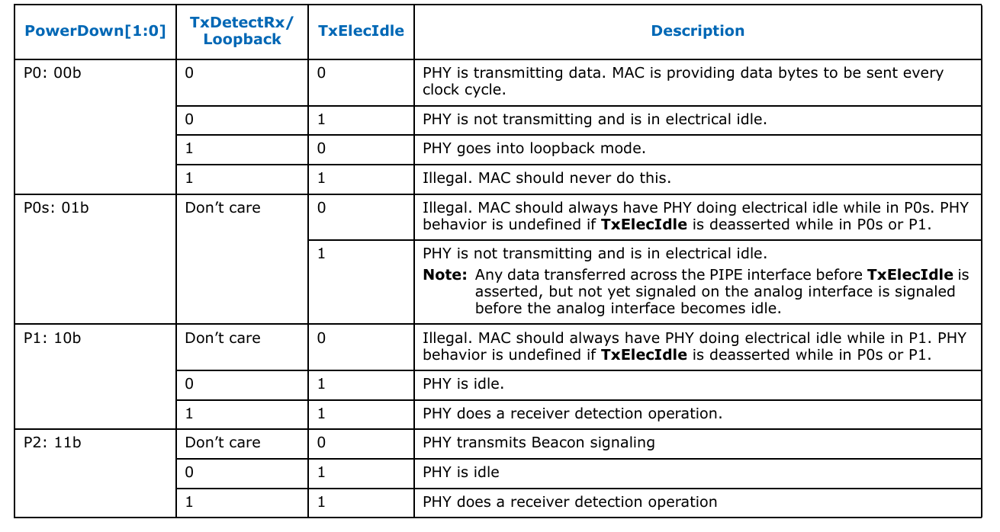 PowerDown[1:0]
TxDetectRx/
Loopback
TxElecIdle
Description
P0: 00b
0
0
PHY is transmitting data. MAC is providing data bytes to be sent every
clock cycle.
0
1
PHY is not transmitting and is in electrical idle.
1
0
PHY goes into loopback mode.
1
1
Illegal. MAC should never do this.
P0s: 01b
Don’t care
0
Illegal. MAC should always have PHY doing electrical idle while in P0s. PHY
behavior is undefined if TxElecIdle is deasserted while in P0s or P1.
1
PHY is not transmitting and is in electrical idle.
Note: Any data transferred across the PIPE interface before TxElecIdle is
asserted, but not yet signaled on the analog interface is signaled
before the analog interface becomes idle.
P1: 10b
Don’t care
0
Illegal. MAC should always have PHY doing electrical idle while in P1. PHY
behavior is undefined if TxElecIdle is deasserted while in P0s or P1.
0
1
PHY is idle.
1
1
PHY does a receiver detection operation.
P2: 11b
Don’t care
0
PHY transmits Beacon signaling
0
1
PHY is idle
1
1
PHY does a receiver detection operation